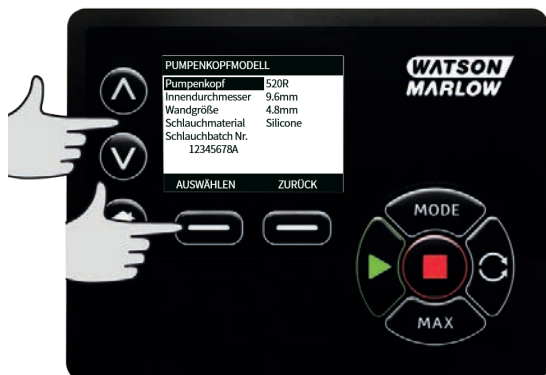 PUMPENKOPFMODELL
Pumpenkopf 520R
Innendurchmesser 9.6mm
Wandgröße 4.8mm
Schlauchmaterial Silicone
Schlauchbatch Nr.
12345678A
AUSWÄHLEN ZURÜCK
WATSON
MARLOW
MODE
MAX